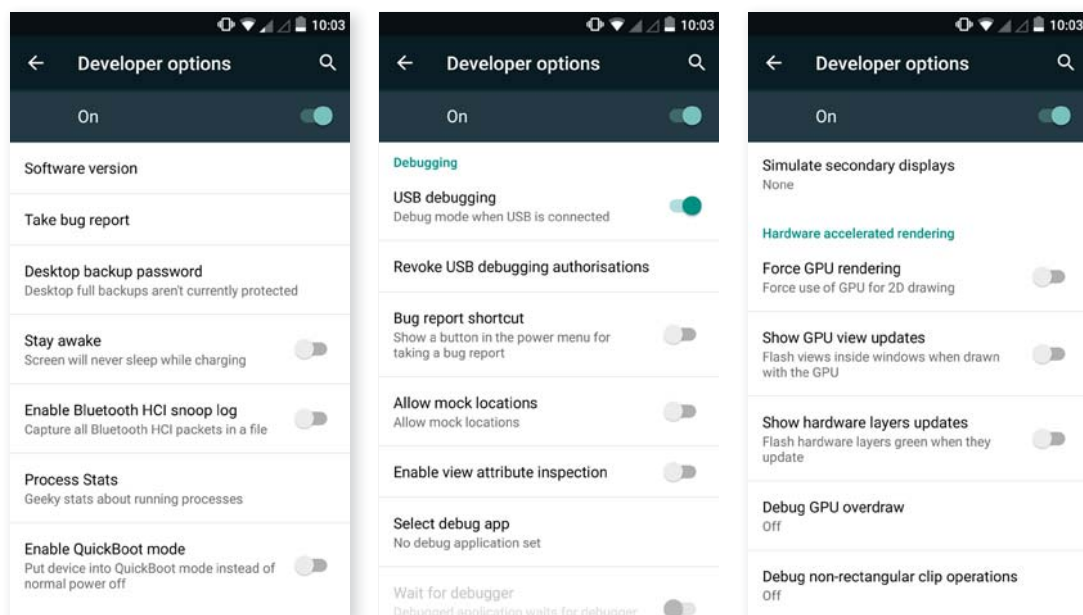 10:03
Developer options
On
Software version
Take bug report
Desktop backup password
Desktop full backups aren't currently protected
Stay awake
Screen will never sleep while charging
Enable Bluetooth HCI snoop log
Capture all Bluetooth HCI packets in a file
Process Stats
Geeky stats about running processes
Enable QuickBoot mode
Put device into QuickBoot mode instead of
normal power off
10:03
Developer options
On
Debugging
USB debugging
Debug mode when USB is connected
Revoke USB debugging authorisations
Bug report shortcut
Show a button in the power menu for
taking a bug report
Allow mock locations
Allow mock locations
Enable view attribute inspection
Select debug app
No debug application set
Wait for debugger
Debugged application waits for debugger
10:03
Developer options
On
Simulate secondary displays
None
Hardware accelerated rendering
Force GPU rendering
Force use of GPU for 2D drawing
Show GPU view updates
Flash views inside windows when drawn
with the GPU
Show hardware layers updates
Flash hardware layers green when they
update
Debug GPU overdraw
Off
Debug non-rectangular clip operations
Off